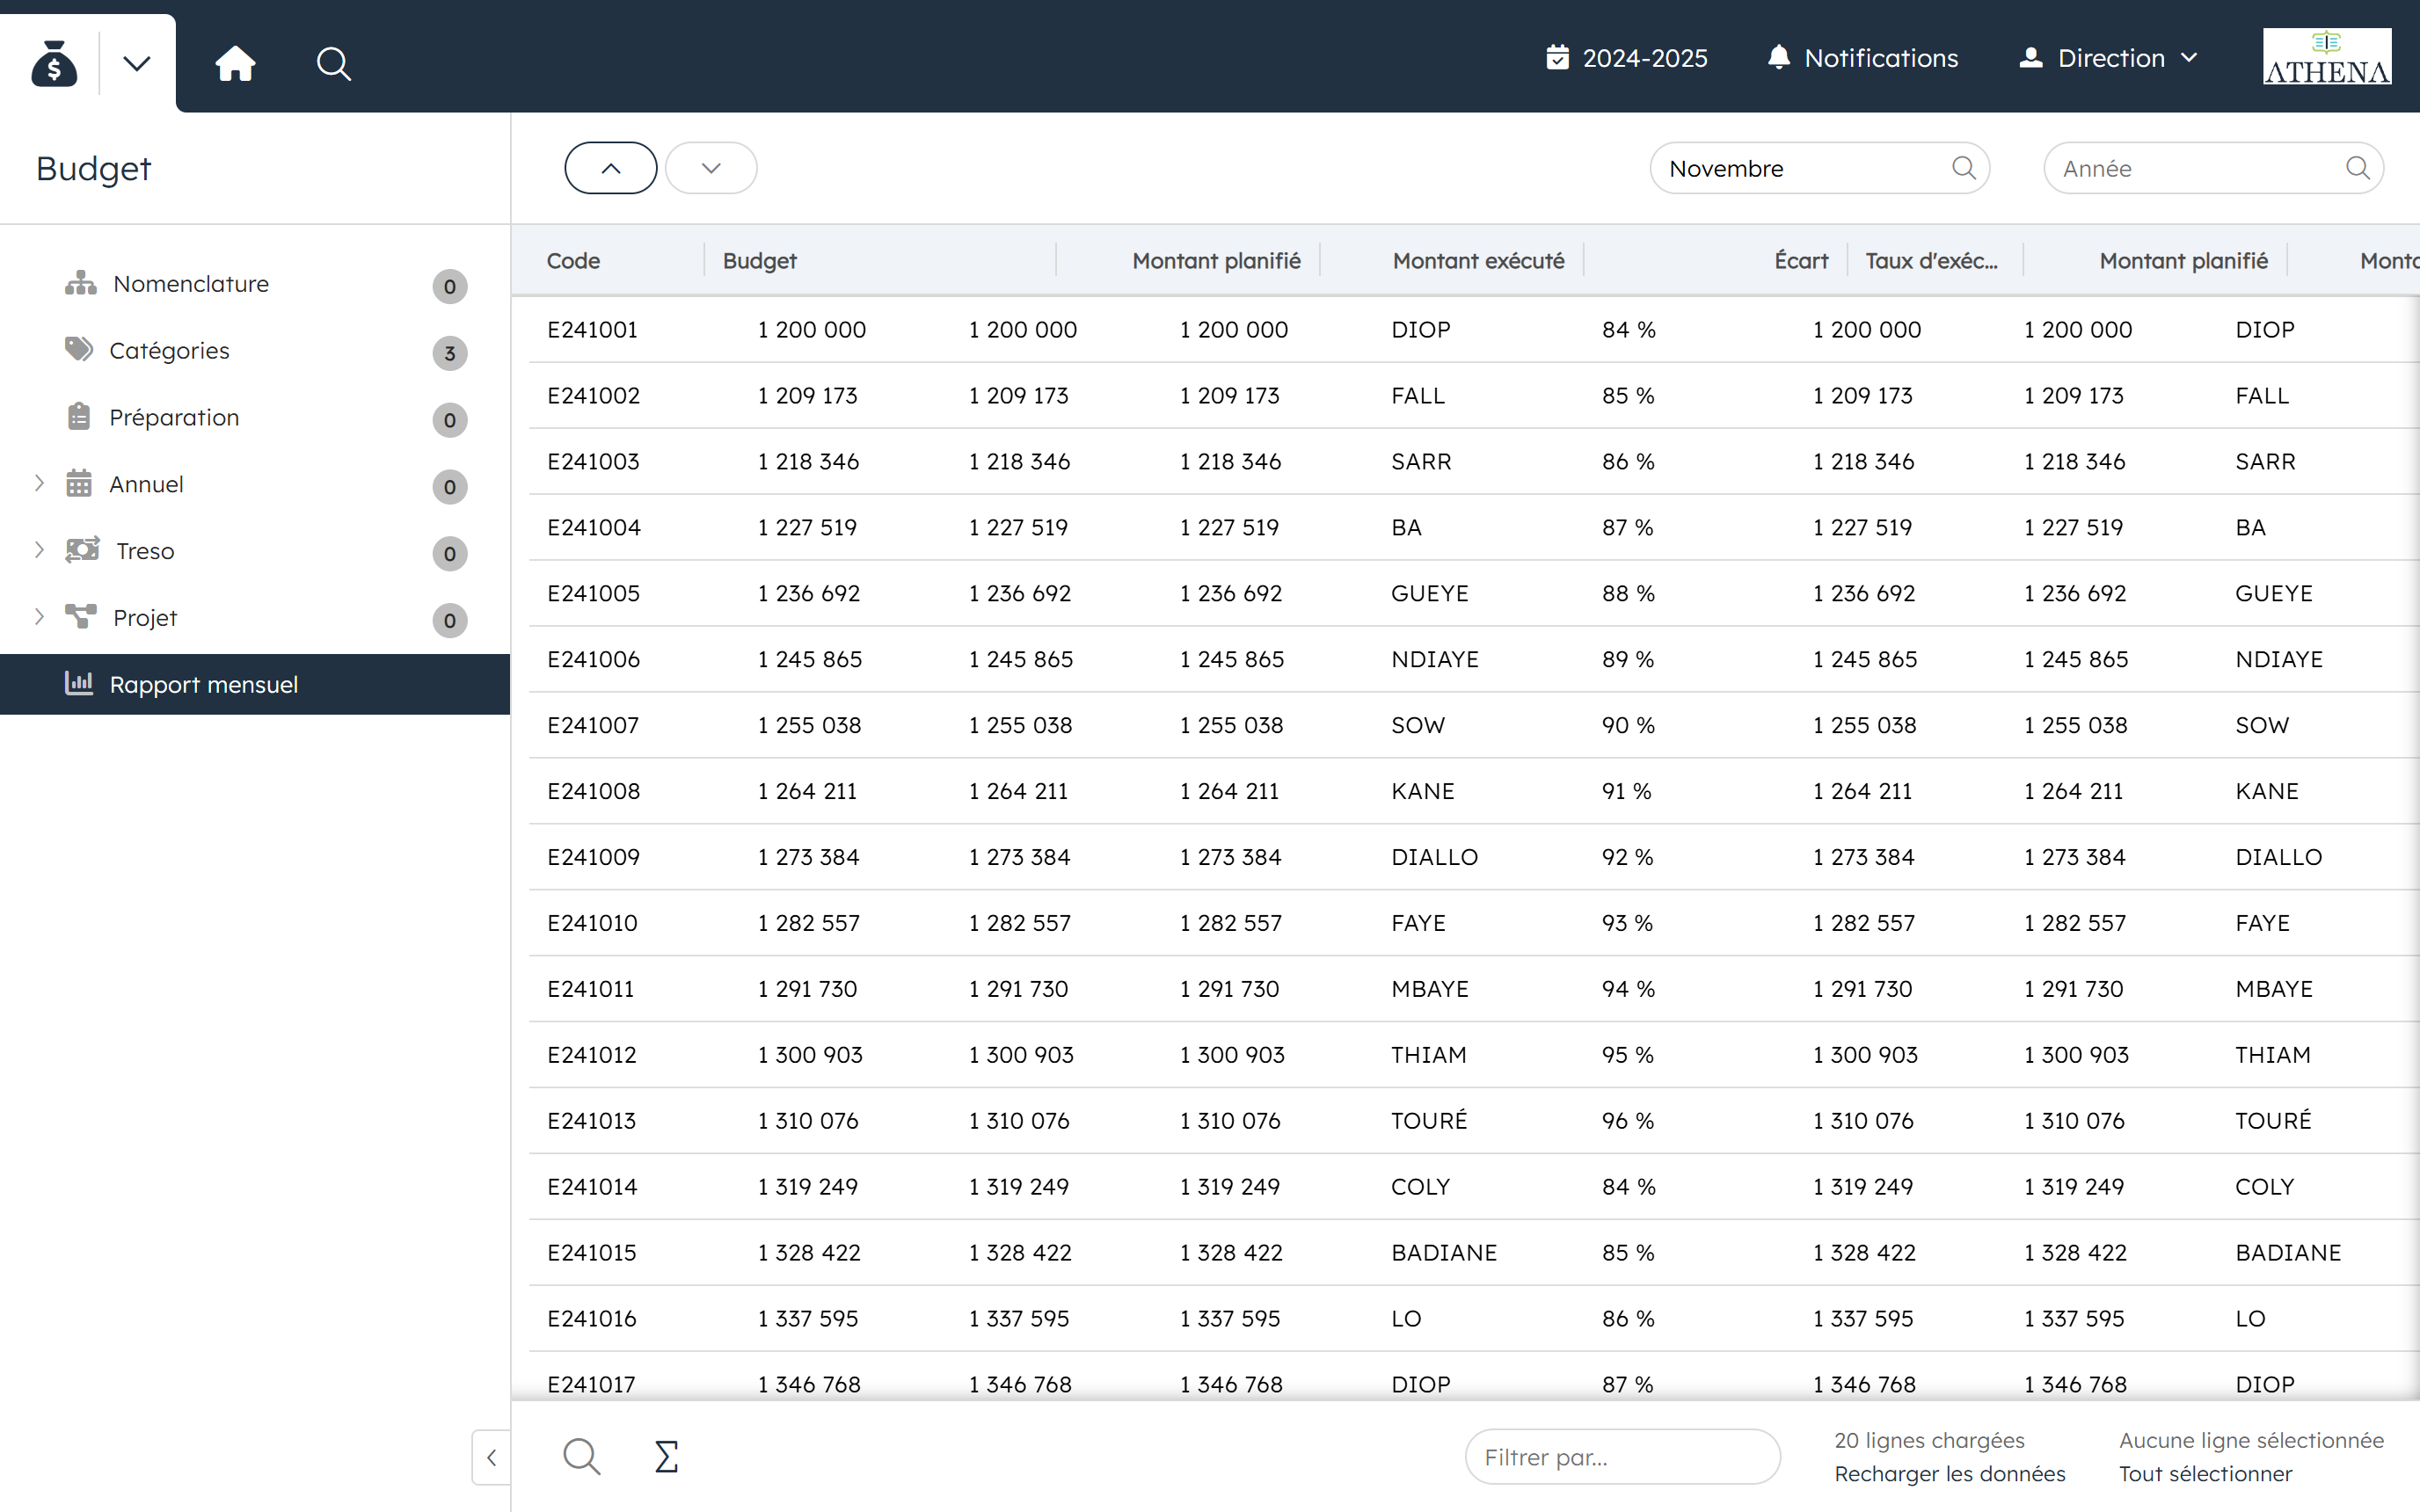 2024-2025 Notifications Direction ATHENA
Budget
Novembre Année
Nomenclature 0
Catégories 3
Préparation 0
Annuel 0
Treso 0
Projet 0
Rapport mensuel
Code Budget Montant planifié Montant exécuté Écart Taux d'exéc... Montant planifié
E241001 1 200 000 1 200 000 1 200 000 DIOP 84 % 1 200 000 1 200 000 DIOP
E241002 1 209 173 1 209 173 1 209 173 FALL 85 % 1 209 173 1 209 173 FALL
E241003 1 218 346 1 218 346 1 218 346 SARR 86 % 1 218 346 1 218 346 SARR
E241004 1 227 519 1 227 519 1 227 519 BA 87 % 1 227 519 1 227 519 BA
E241005 1 236 692 1 236 692 1 236 692 GUEYE 88 % 1 236 692 1 236 692 GUEYE
E241006 1 245 865 1 245 865 1 245 865 NDIAYE 89 % 1 245 865 1 245 865 NDIAYE
E241007 1 255 038 1 255 038 1 255 038 SOW 90 % 1 255 038 1 255 038 SOW
E241008 1 264 211 1 264 211 1 264 211 KANE 91 % 1 264 211 1 264 211 KANE
E241009 1 273 384 1 273 384 1 273 384 DIALLO 92 % 1 273 384 1 273 384 DIALLO
E241010 1 282 557 1 282 557 1 282 557 FAYE 93 % 1 282 557 1 282 557 FAYE
E241011 1 291 730 1 291 730 1 291 730 MBAYE 94 % 1 291 730 1 291 730 MBAYE
E241012 1 300 903 1 300 903 1 300 903 THIAM 95 % 1 300 903 1 300 903 THIAM
E241013 1 310 076 1 310 076 1 310 076 TOURÉ 96 % 1 310 076 1 310 076 TOURÉ
E241014 1 319 249 1 319 249 1 319 249 COLY 84 % 1 319 249 1 319 249 COLY
E241015 1 328 422 1 328 422 1 328 422 BADIANE 85 % 1 328 422 1 328 422 BADIANE
E241016 1 337 595 1 337 595 1 337 595 LO 86 % 1 337 595 1 337 595 LO
E241017 1 346 768 1 346 768 1 346 768 DIOP 87 % 1 346 768 1 346 768 DIOP
Filtrer par...
20 lignes chargées Aucune ligne sélectionnée
Recharger les données Tout sélectionner